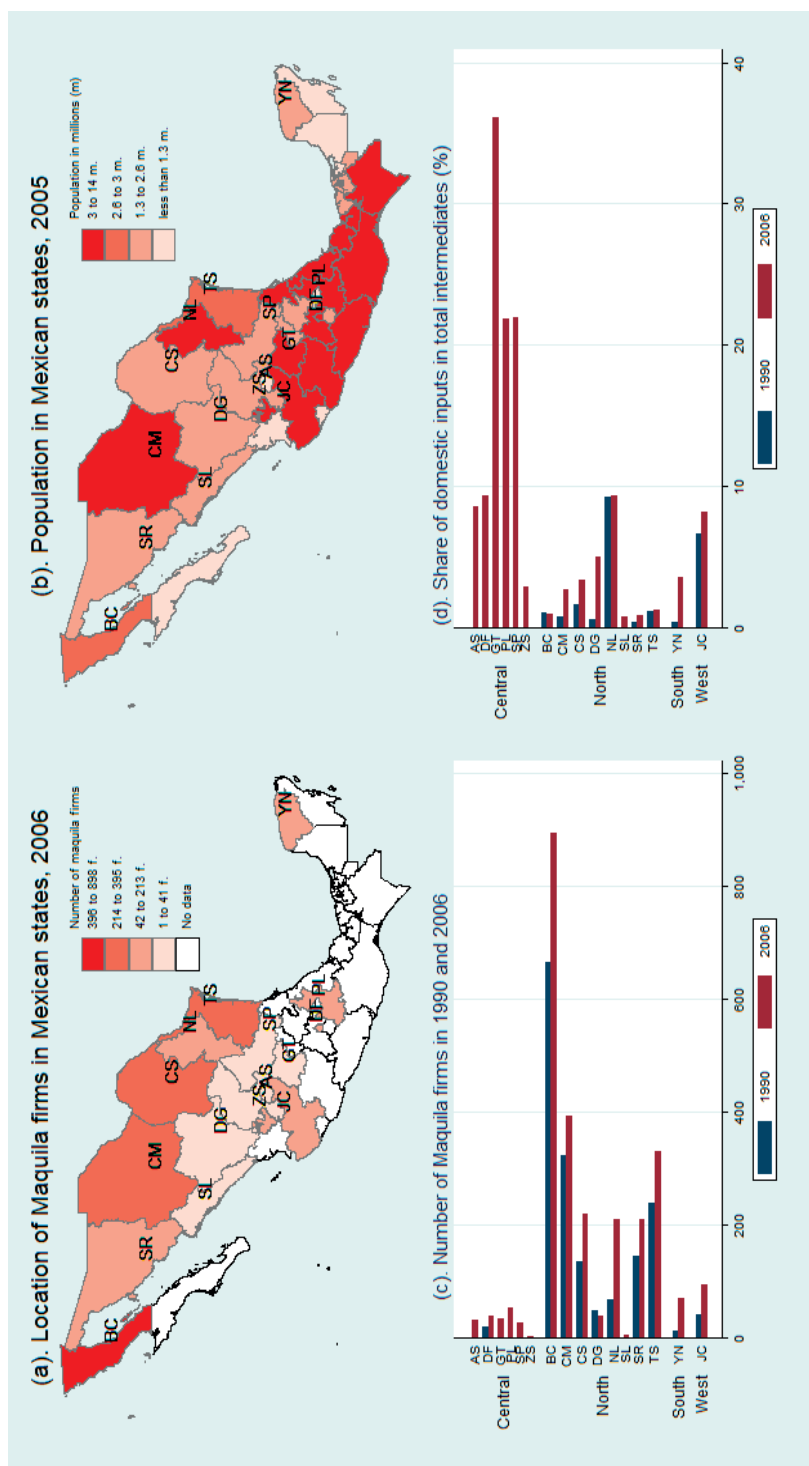 (a). Location of Maquila firms in Mexican states, 2006
Number of maquila firms
396 to 898 f.
214 to 395 f.
42 to 213 f.
1 to 41 f.
No data
BC
SR
CM
CS
NL
TS
SL
DG
ZS
AS
SP
JC
GT
DF
PL
YN
(b). Population in Mexican states, 2005
Population in millions (m)
3 to 14 m.
2.6 to 3 m.
1.3 to 2.6 m.
less than 1.3 m.
BC
SR
CM
CS
NL
TS
SL
DG
ZS
AS
SP
JC
GT
DF
PL
YN
(c). Number of Maquila firms in 1990 and 2006
Central
AS
DF
GT
PL
SP
ZS
North
BC
CM
CS
DG
NL
SL
SR
TS
South
YN
West
JC
0
200
400
600
800
1,000
1990
2006
(d). Share of domestic inputs in total intermediates (%)
Central
AS
DF
GT
PL
SP
ZS
North
BC
CM
CS
DG
NL
SL
SR
TS
South
YN
West
JC
0
10
20
30
40
1990
2006